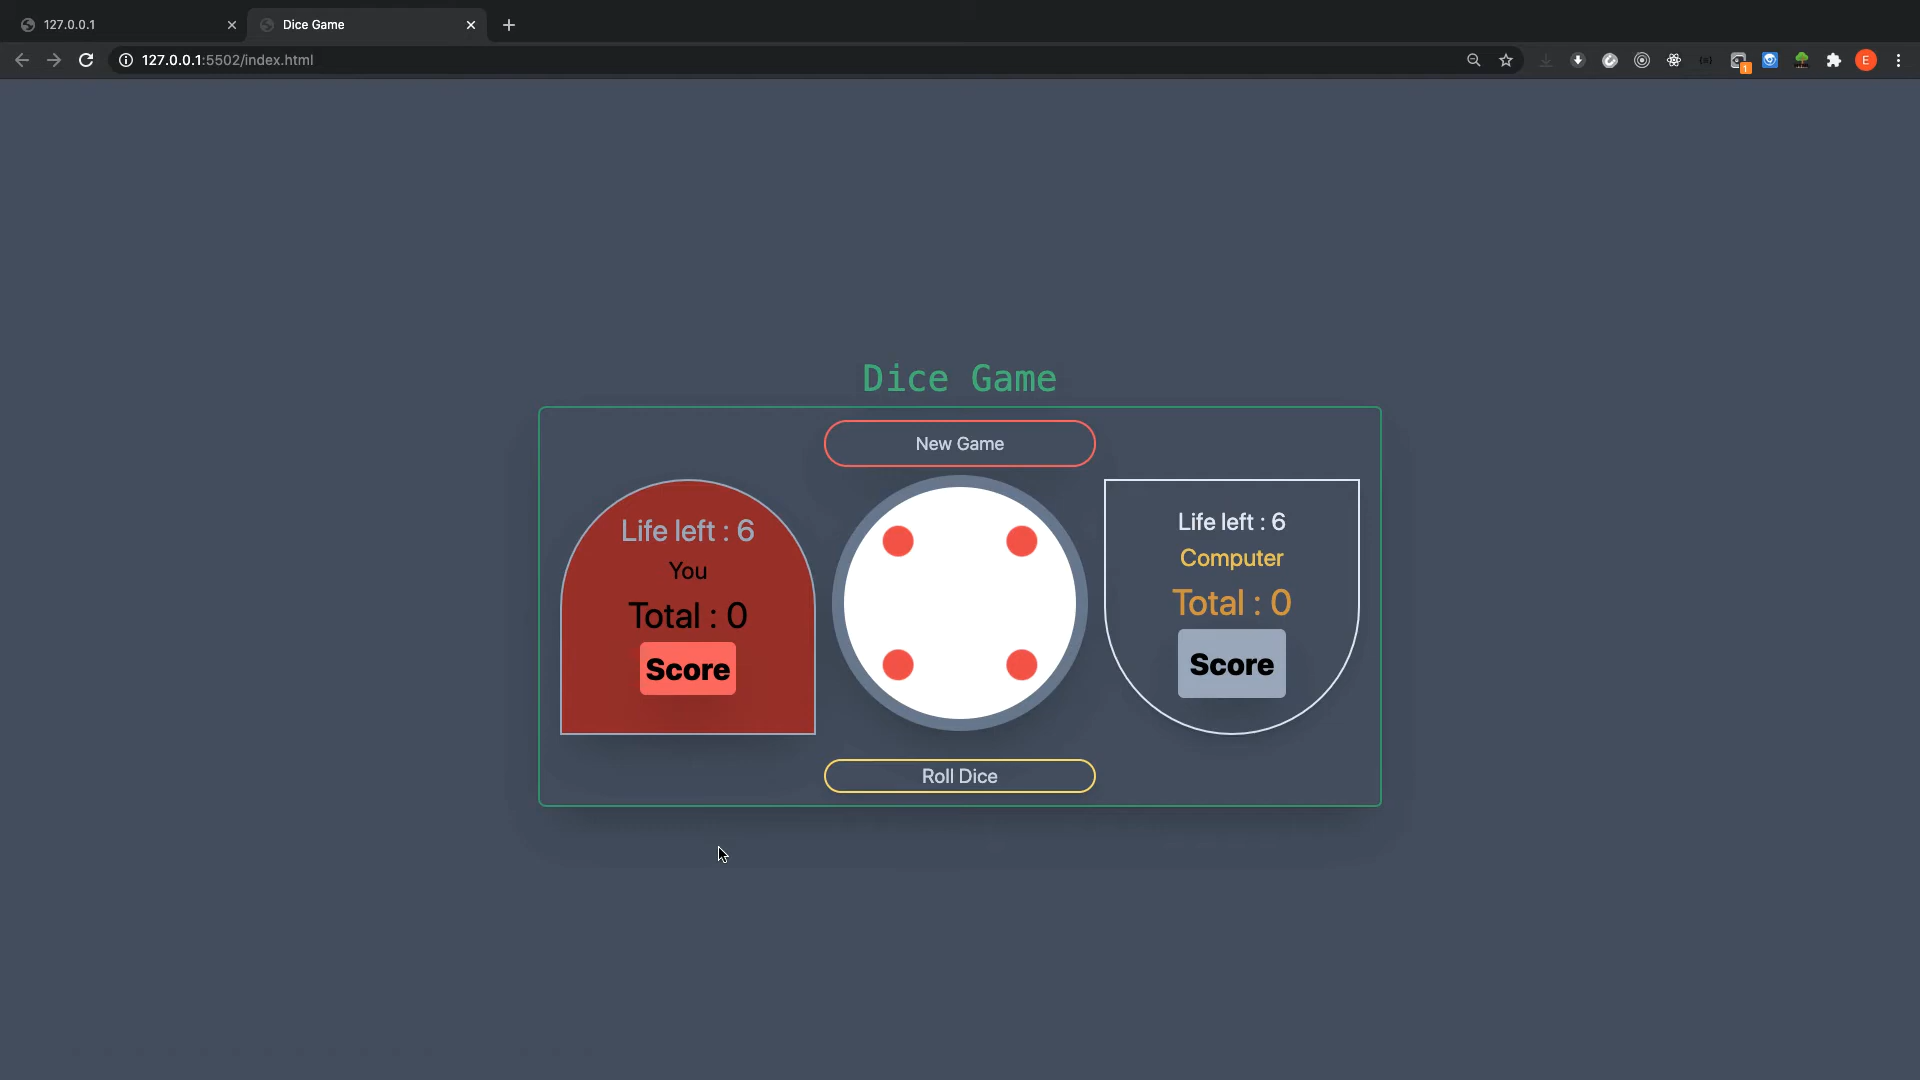 127.0.0.1
Dice Game
127.0.0.1:5502/index.html
1
E
Dice Game
New Game
Life left : 6
You
Total : 0
Score
Life left : 6
Computer
Total : 0
Score
Roll Dice